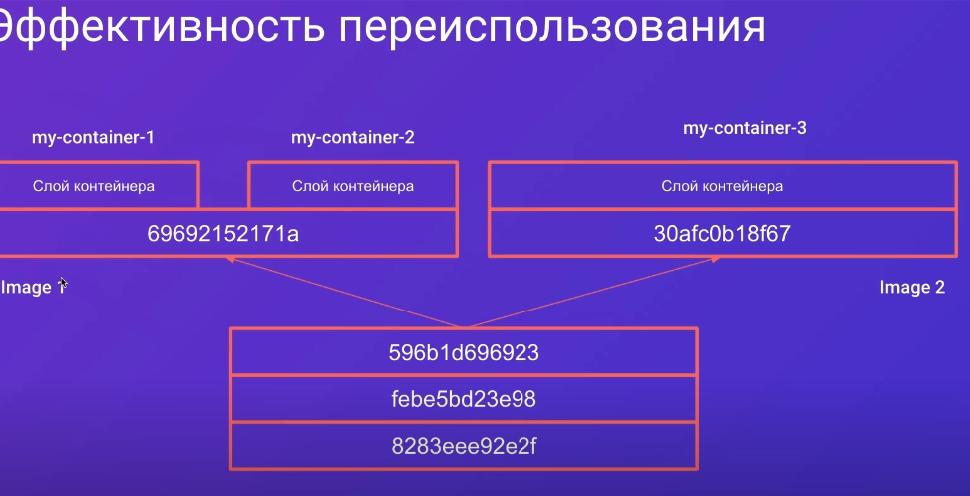 Эффективность переиспользования
my-container-1
my-container-2
my-container-3
Слой контейнера
Слой контейнера
Слой контейнера
69692152171a
30afc0b18f67
Image 1
Image 2
596b1d696923
febe5bd23e98
8283eee92e2f